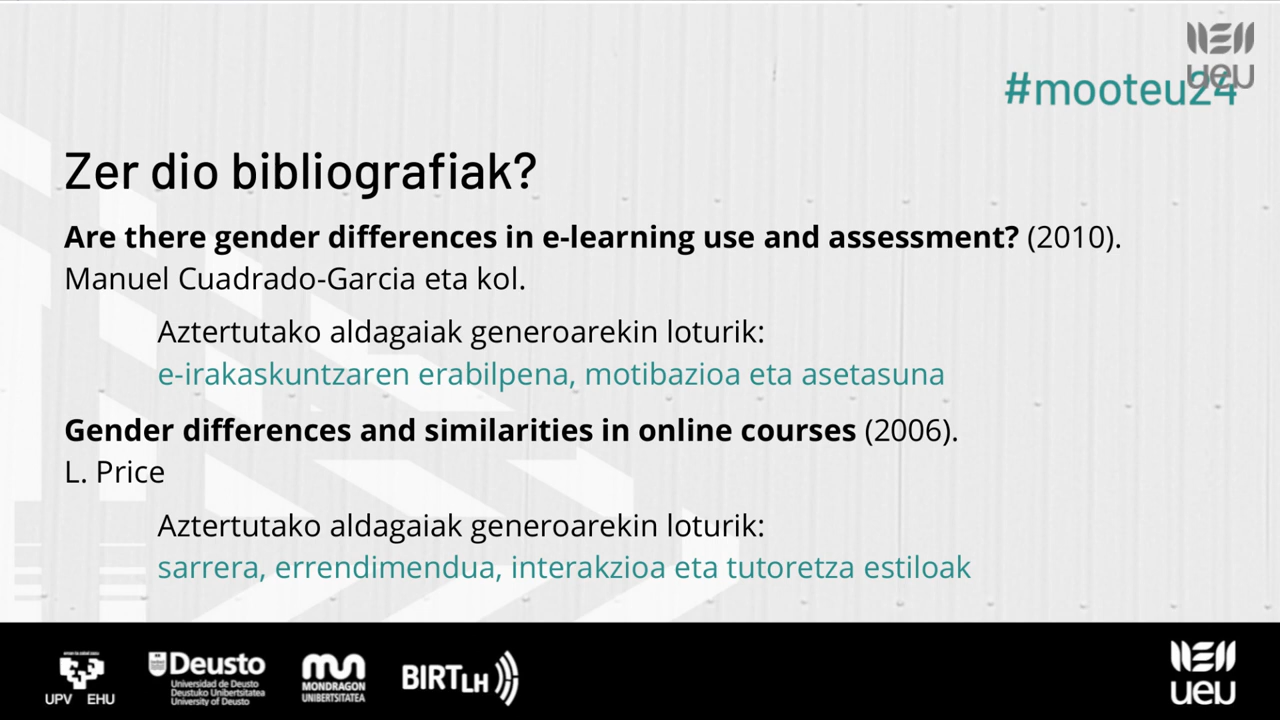 ueu
#mooteu24
Zer dio bibliografiak?
Are there gender differences in e-learning use and assessment? (2010).
Manuel Cuadrado-Garcia eta kol.
Aztertutako aldagaiak generoarekin loturik:
e-irakaskuntzaren erabilpena, motibazioa eta asetasuna
Gender differences and similarities in online courses (2006).
L. Price
Aztertutako aldagaiak generoarekin loturik:
sarrera, errendimendua, interakzioa eta tutoretza estiloak
UPV EHU
Deusto
Universidad de Deusto
Deustuko Unibertsitatea
University of Deusto
MONDRAGON
UNIBERTSITATEA
BIRTLH
ueu